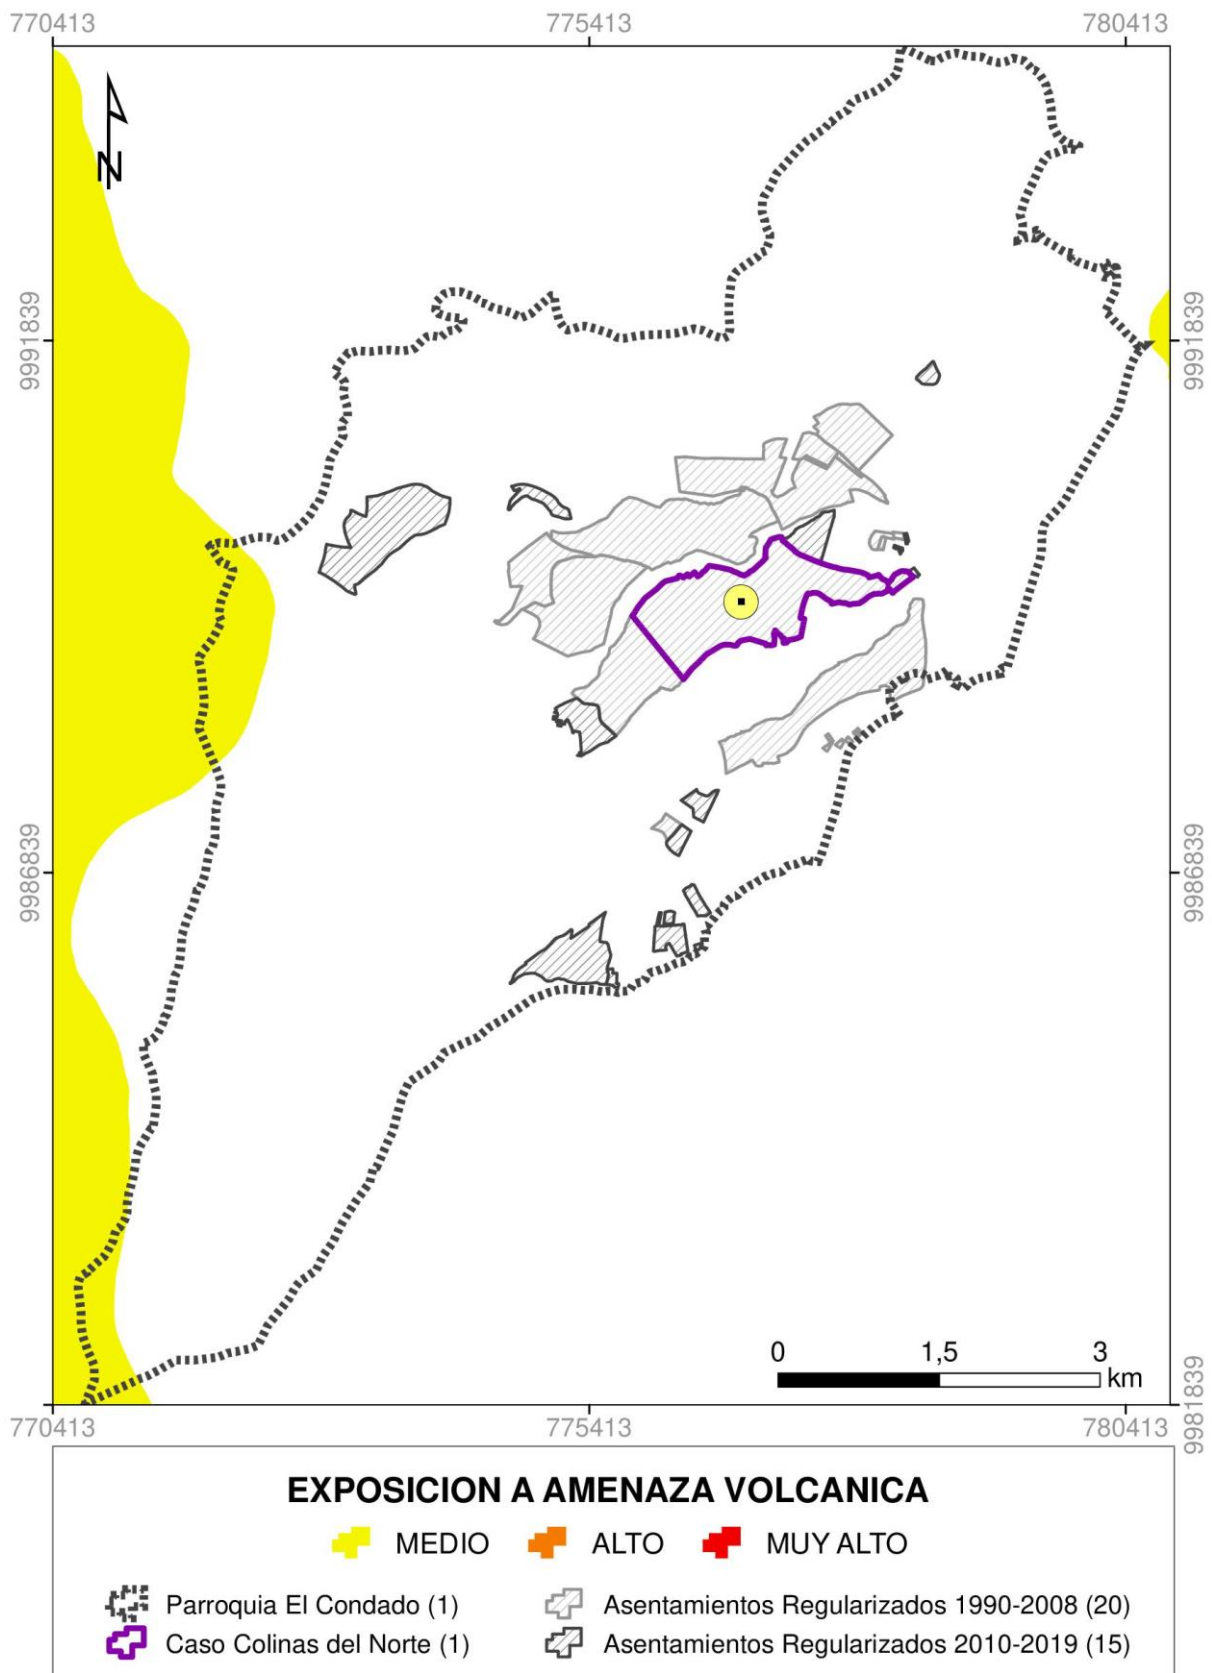 770413 775413 780413
N
9991839 9991839
9986839 9986839
0 1,5 3
km
9981839
770413 775413 780413
EXPOSICION A AMENAZA VOLCANICA
MEDIO ALTO MUY ALTO
Parroquia El Condado (1) Asentamientos Regularizados 1990-2008 (20)
Caso Colinas del Norte (1) Asentamientos Regularizados 2010-2019 (15)